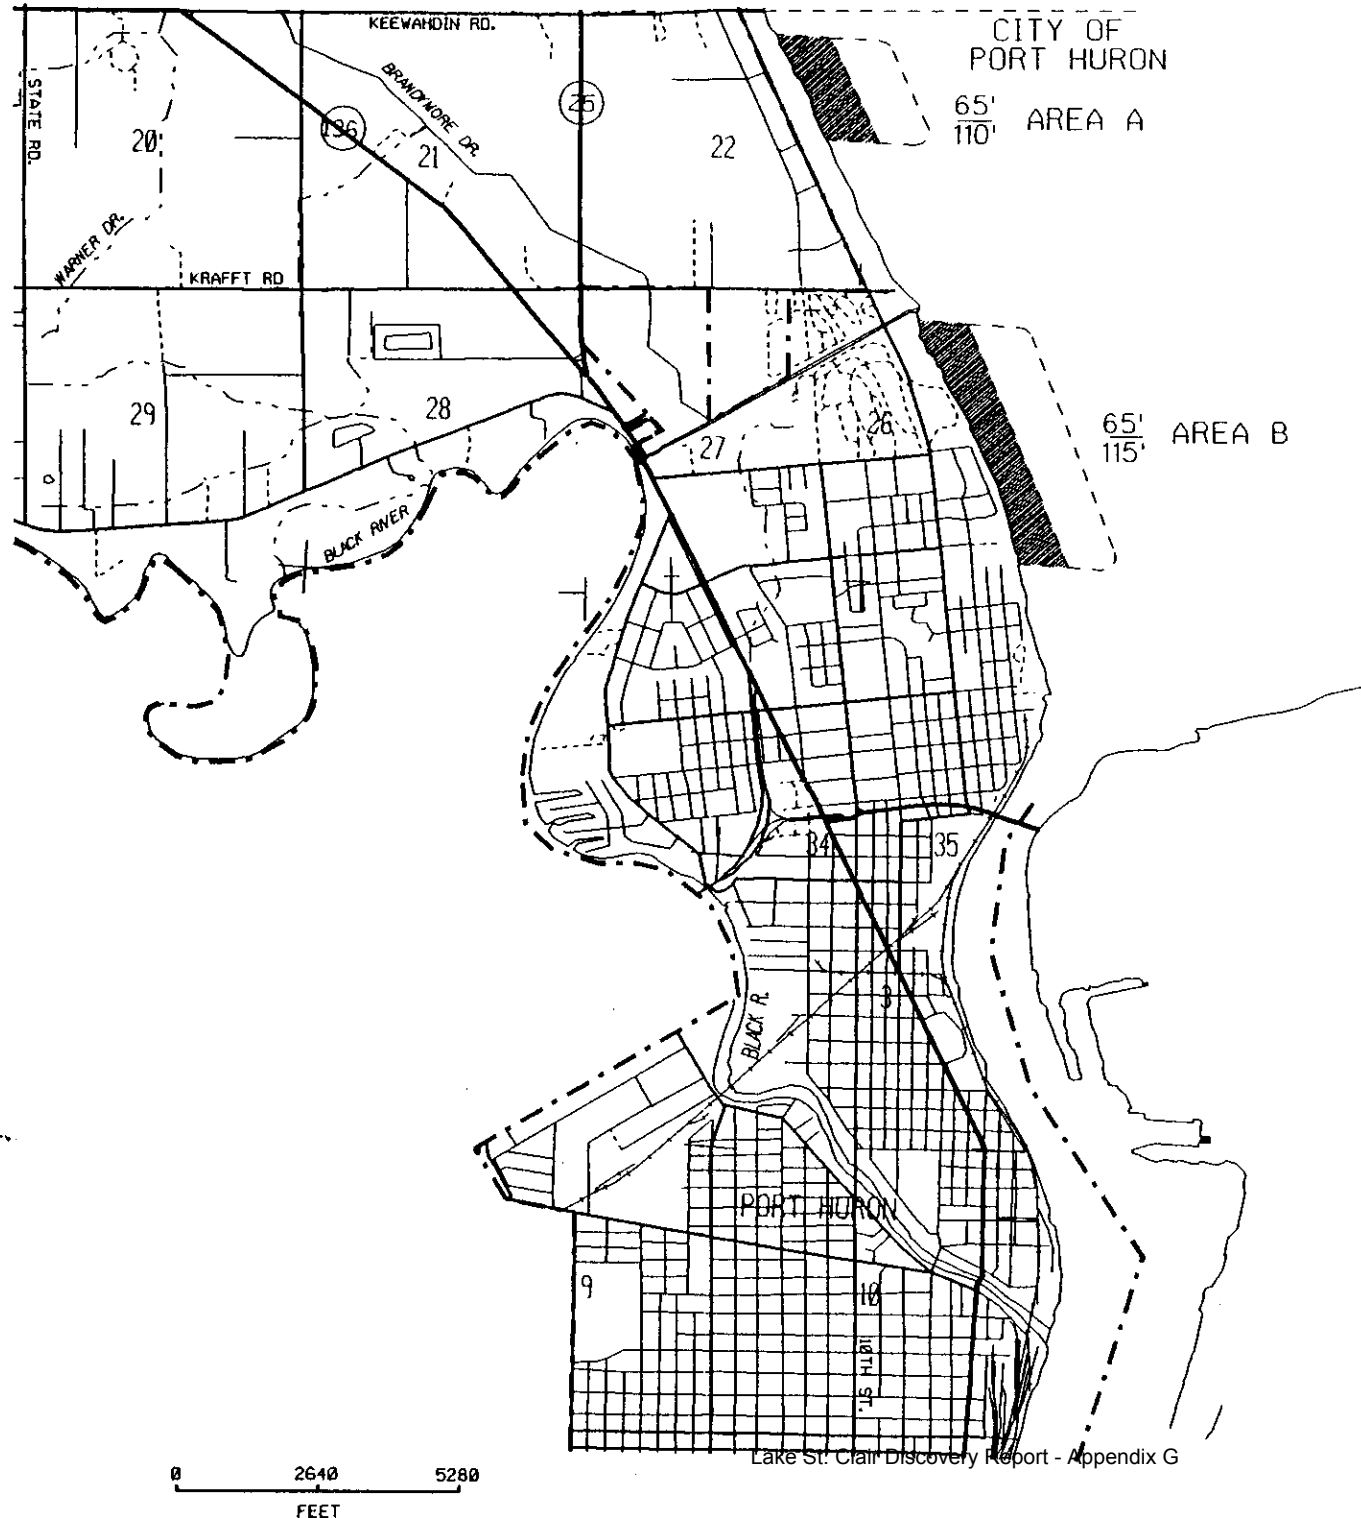 KEEWAHDIN RD.
CITY OF
PORT HURON
65'
110'
AREA A
STATE RD.
BRANDYMORE DR.
25
136
20
21
22
WARNER DR.
KRAFFT RD
29
28
27
26
65'
115'
AREA B
BLACK RIVER
34
35
3
BLACK R.
PORT HURON
9
10
10TH ST.
Lake St. Clair Discovery Report - Appendix G
0 2640 5280
FEET